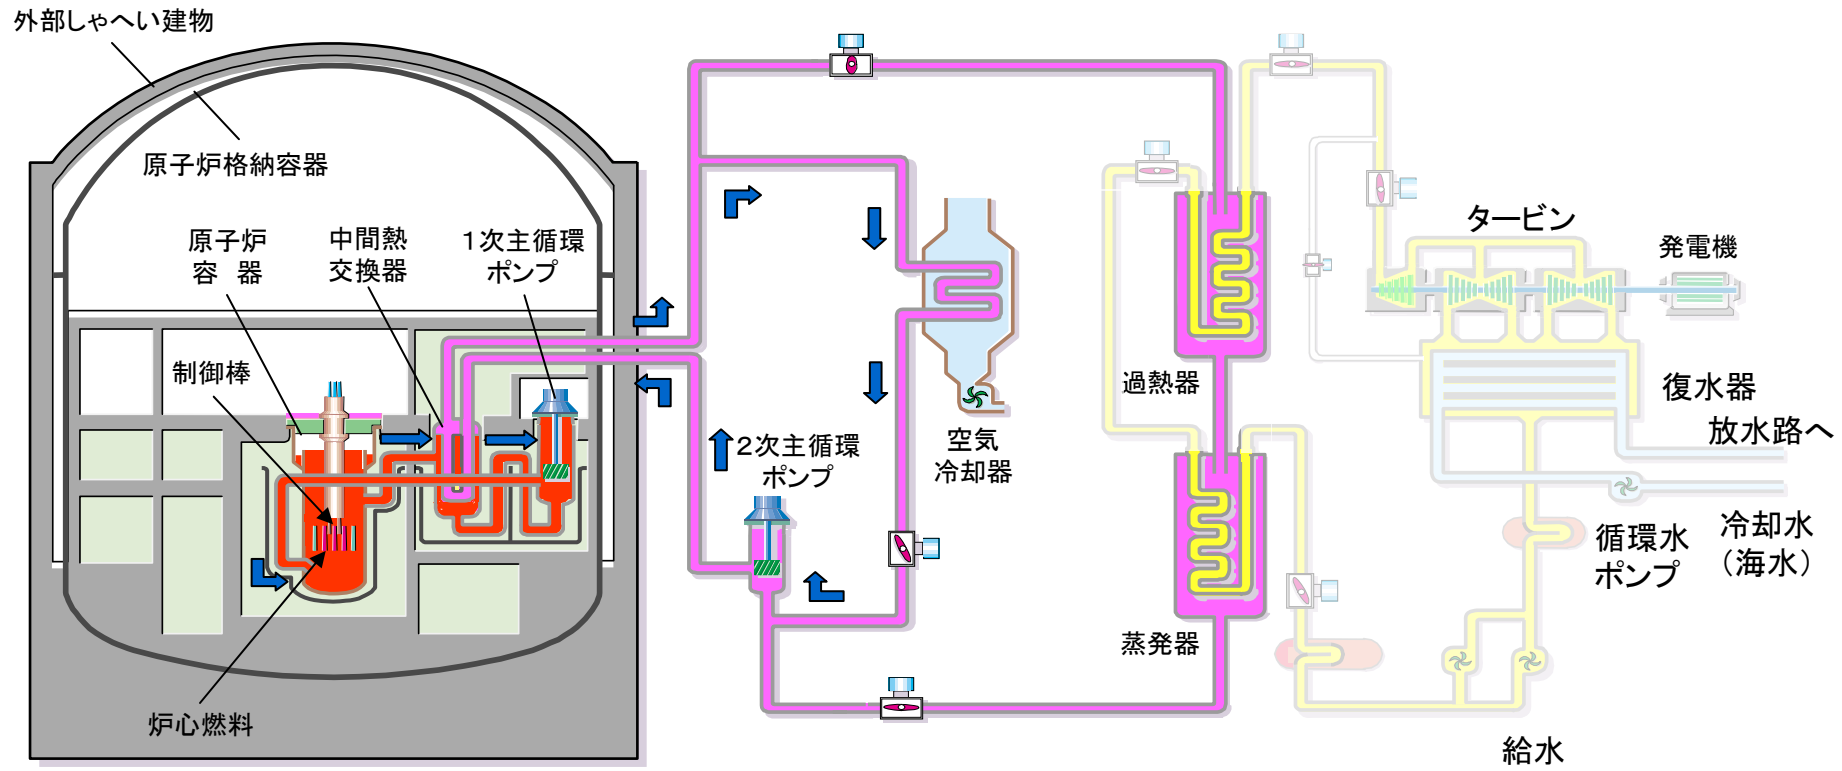 外部しゃへい建物
原子炉格納容器
原子炉
容　器
中間熱
交換器
１次主循環
ポンプ
制御棒
炉心燃料
２次主循環
ポンプ
空気
冷却器
過熱器
蒸発器
タービン
発電機
復水器
放水路へ
循環水
ポンプ
冷却水
（海水）
給水